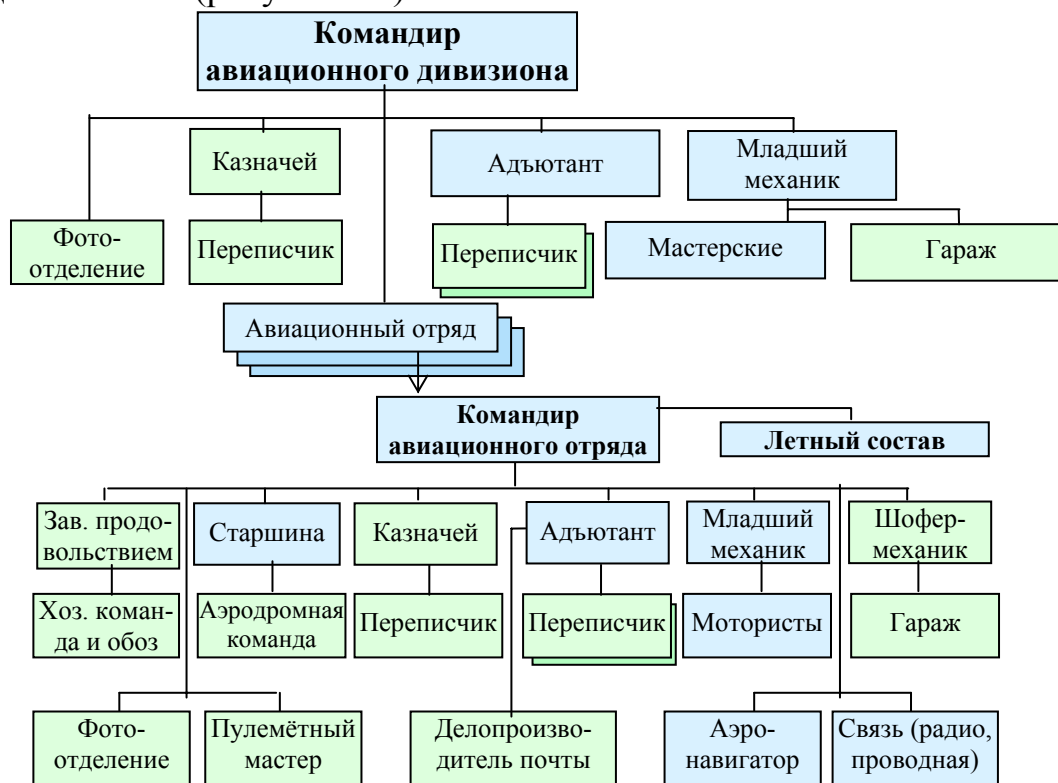 Командир
авиационного дивизиона
Казначей
Адъютант
Младший
механик
Фото-
отделение
Переписчик
Переписчик
Мастерские
Гараж
Авиационный отряд
Командир
авиационного отряда
Летный состав
Зав. продо-
вольствием
Старшина
Казначей
Адъютант
Младший
механик
Шофер-
механик
Хоз. коман-
да и обоз
Аэродромная
команда
Переписчик
Переписчик
Мотористы
Гараж
Фото-
отделение
Пулемётный
мастер
Делопроизво-
дитель почты
Аэро-
навигатор
Связь (радио,
проводная)